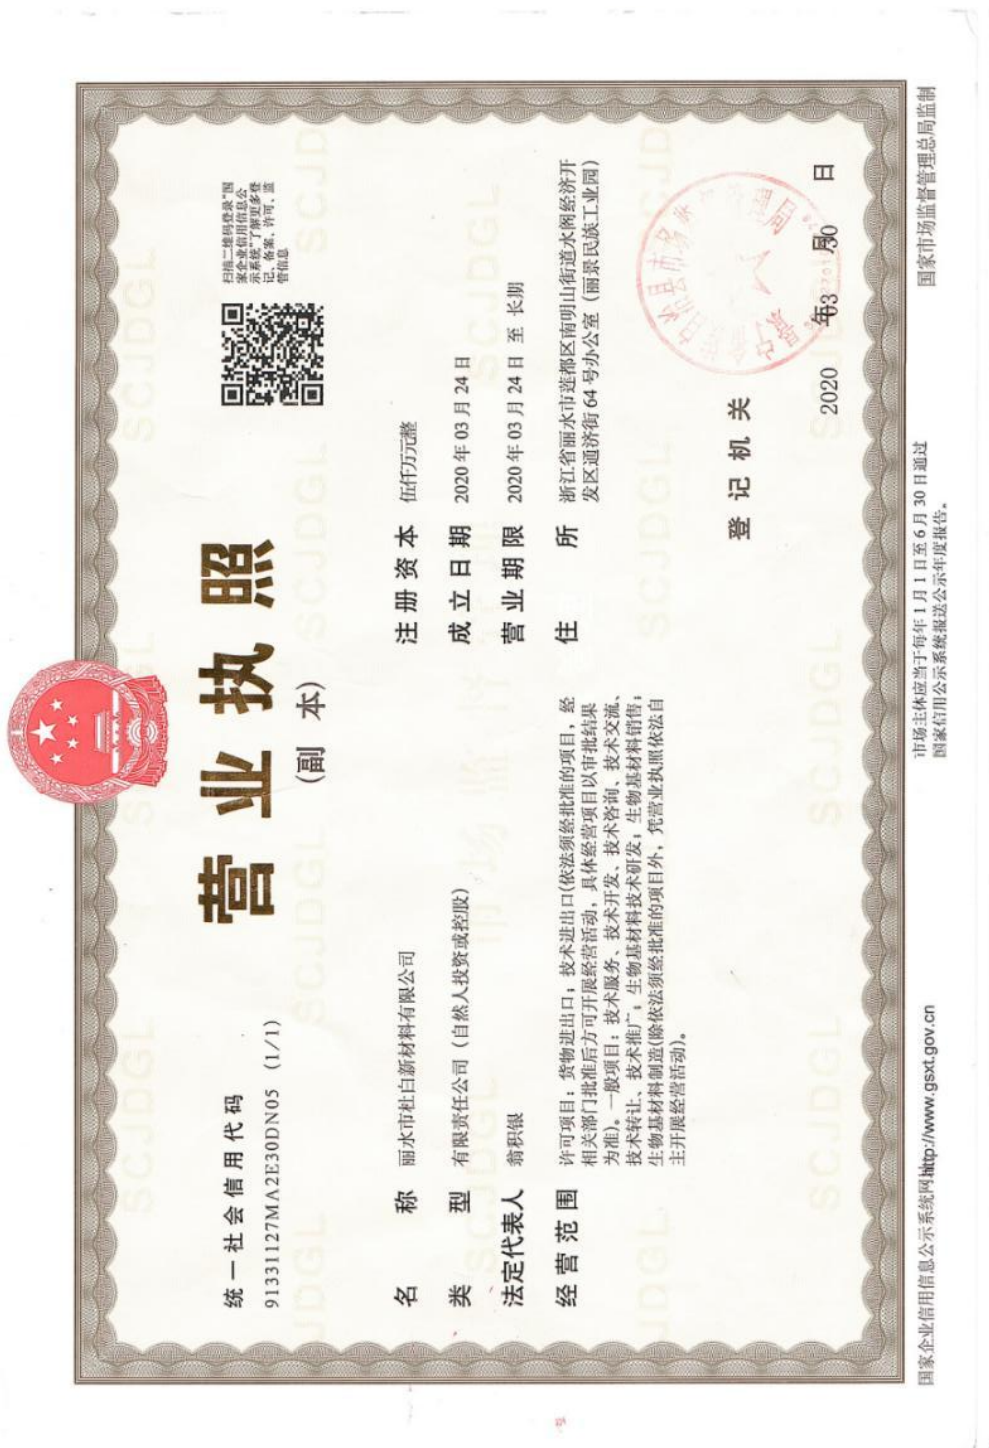 营业执照
(副 本)
统一社会信用代码
91331127MA2E30DN05 (1/1)
扫描二维码登录“国
家企业信用信息公
示系统”了解更多登
记、备案、许可、监
管信息
名 称 丽水市杜白新材料有限公司
类 型 有限责任公司(自然人投资或控股)
法定代表人 翁积银
经营范围 许可项目:货物进出口;技术进出口(依法须经批准的项目,经
相关部门批准后方可开展经营活动,具体经营项目以审批结果
为准)。一般项目:技术服务、技术开发、技术咨询、技术交流、
技术转让、技术推广;生物基材料技术研发;生物基材料销售;
生物基材料制造(除依法须经批准的项目外,凭营业执照依法自
主开展经营活动)。
注册资本 伍仟万元整
成立日期 2020年03月24日
营业期限 2020年03月24日至长期
住 所 浙江省丽水市莲都区南明山街道水阁经济开
发区通济街64号办公室(丽景民族工业园)
登记机关
2020 年03 月30 日
国家企业信用信息公示系统网址http://www.gsxt.gov.cn
市场主体应当于每年1月1日至6月30日通过
国家信用公示系统报送公示年度报告。
国家市场监督管理总局监制